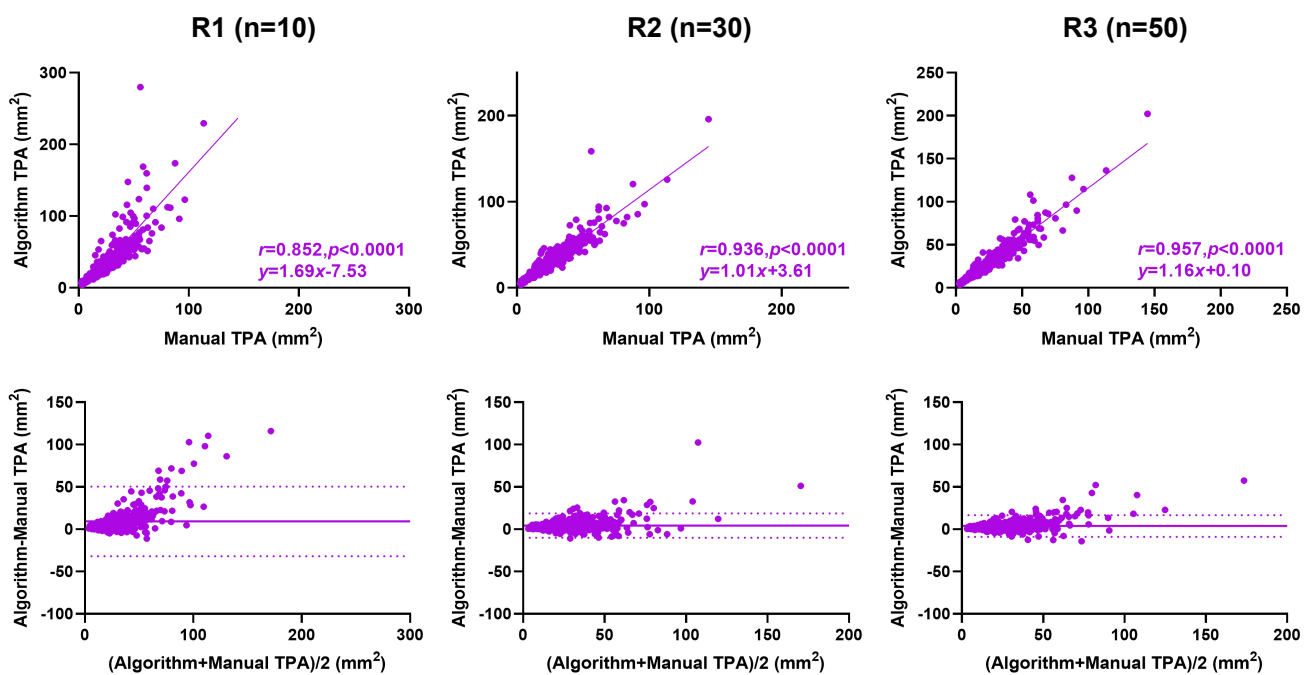 R1 (n=10)
R2 (n=30)
R3 (n=50)
Algorithm TPA (mm²)
300
200
100
0
0
100
200
300
r=0.852,p<0.0001
y=1.69x-7.53
Manual TPA (mm²)
Algorithm TPA (mm²)
200
100
0
0
100
200
r=0.936,p<0.0001
y=1.01x+3.61
Manual TPA (mm²)
Algorithm TPA (mm²)
250
200
150
100
50
0
0
50
100
150
200
250
r=0.957,p<0.0001
y=1.16x+0.10
Manual TPA (mm²)
Algorithm-Manual TPA (mm²)
150
100
50
0
-50
-100
0
100
200
300
(Algorithm+Manual TPA)/2 (mm²)
Algorithm-Manual TPA (mm²)
150
100
50
0
-50
-100
0
50
100
150
200
(Algorithm+Manual TPA)/2 (mm²)
Algorithm-Manual TPA (mm²)
150
100
50
0
-50
-100
0
50
100
150
200
(Algorithm+Manual TPA)/2 (mm²)